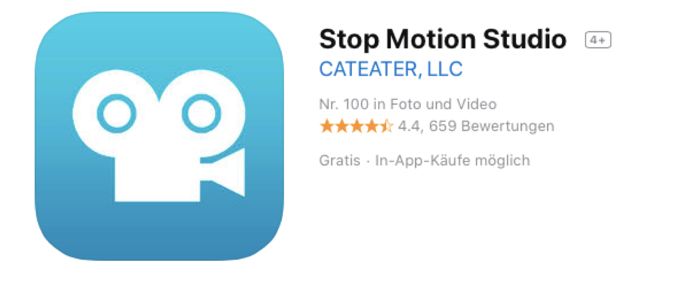 Stop Motion Studio 4+
CATEATER, LLC
Nr. 100 in Foto und Video
4.4, 659 Bewertungen
Gratis · In-App-Käufe möglich